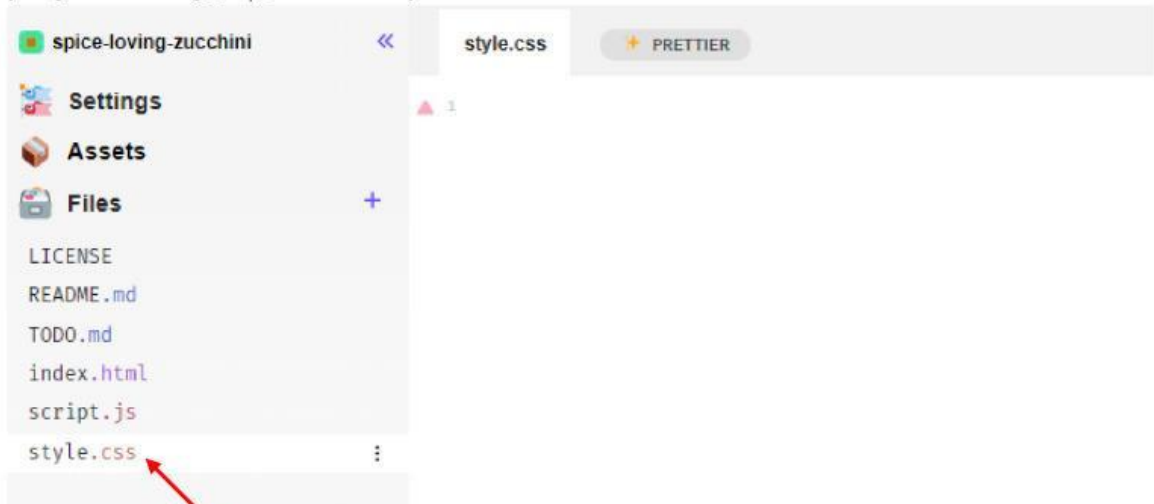 spice-loving-zucchini
Settings
Assets
Files
LICENSE
README.md
TODO.md
index.html
script.js
style.css
style.css PRETTIER
1